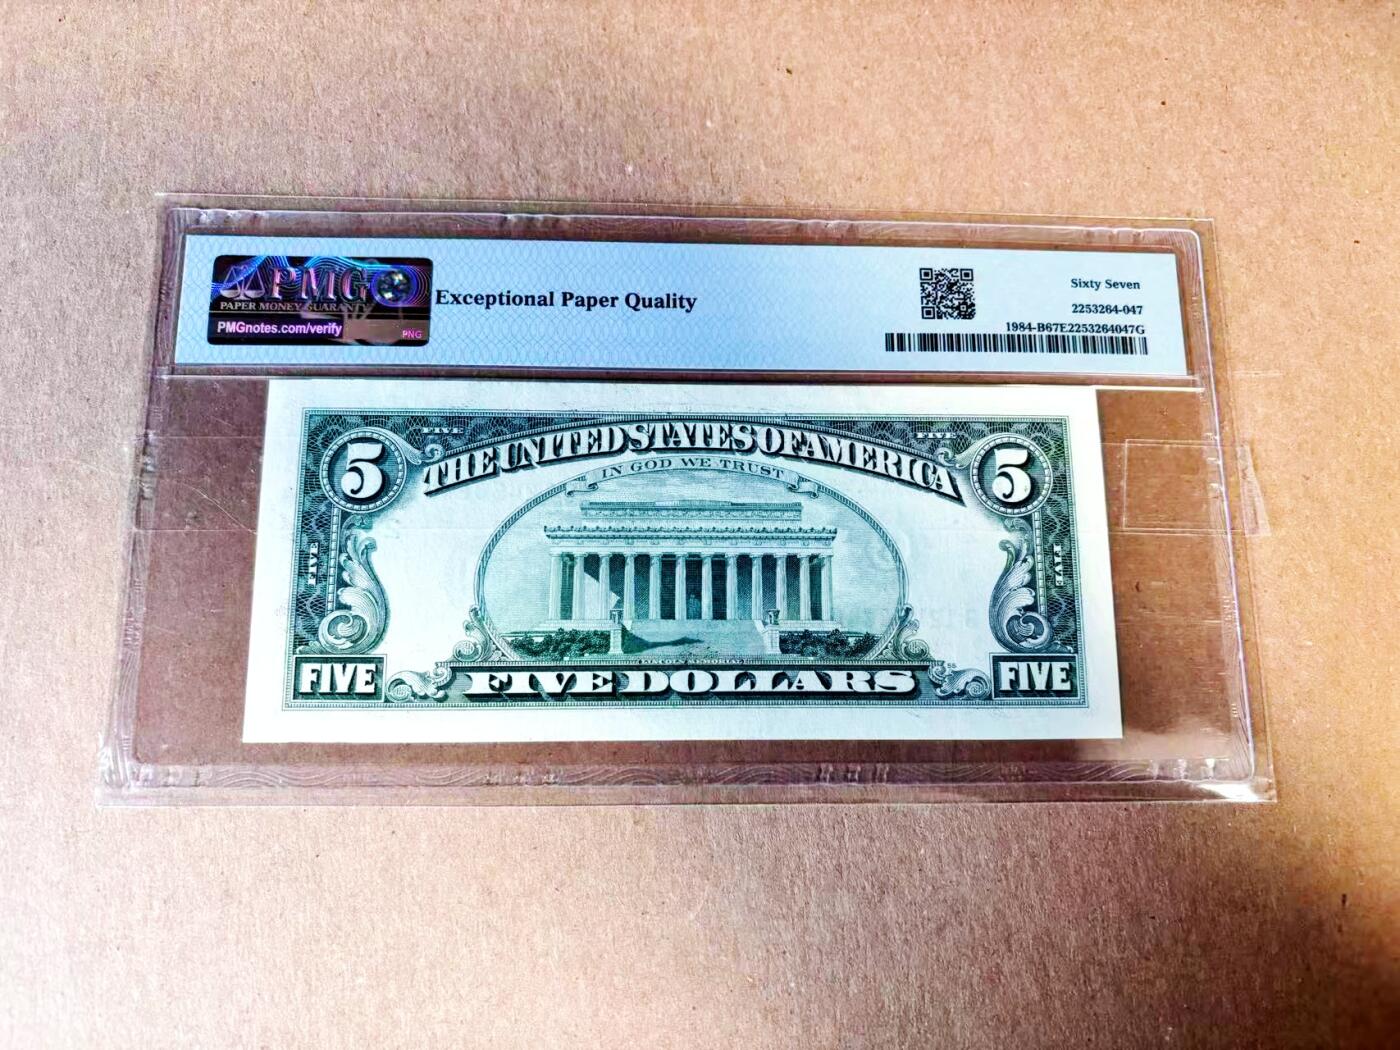 PMG
PAPER MONEY GUARANTY
PMGnotes.com/verify
PNG
Exceptional Paper Quality
Sixty Seven
2253264-047
1984-B67E2253264047G
5
FIVE
FIVE
5
THE UNITED STATES OF AMERICA
IN GOD WE TRUST
FIVE
FIVE
LINCOLN MEMORIAL
FIVE
FIVE DOLLARS
FIVE